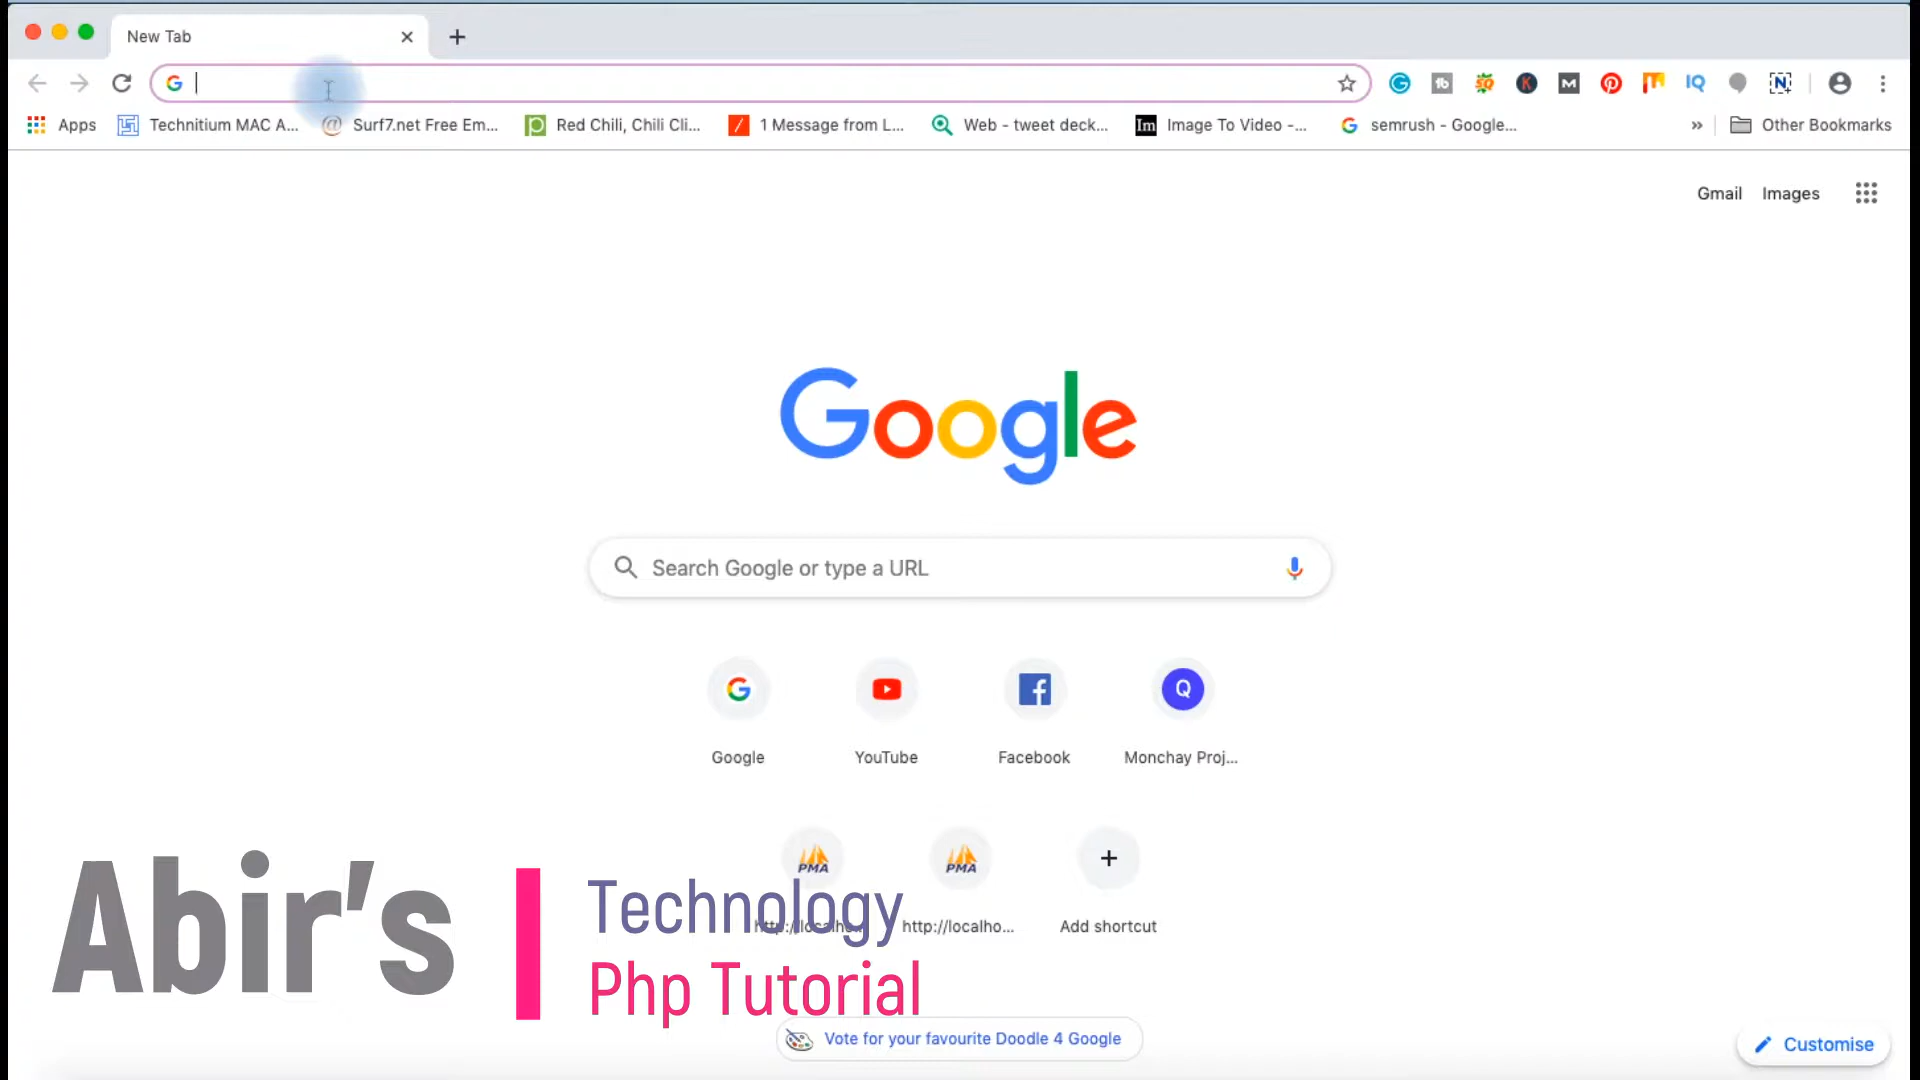 New Tab
Apps
Technitium MAC A...
Surf7.net Free Em...
Red Chili, Chili Cli...
1 Message from L...
Web - tweet deck...
Im
Image To Video -...
semrush - Google...
»
Other Bookmarks
Gmail
Images
Google
Search Google or type a URL
Google
YouTube
Facebook
Q
Monchay Proj...
PMA
PMA
http://localho...
http://localho...
Add shortcut
Abir's
Technology
Php Tutorial
Vote for your favourite Doodle 4 Google
Customise